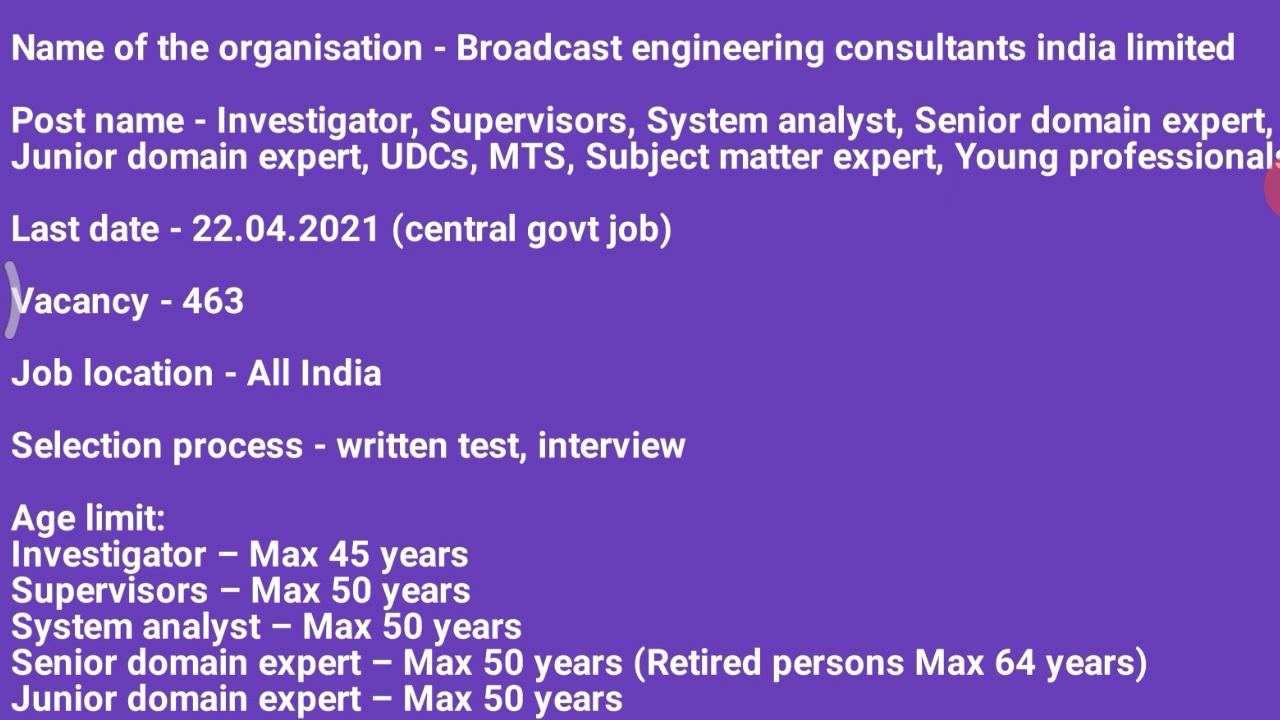 Name of the organisation - Broadcast engineering consultants india limited
Post name - Investigator, Supervisors, System analyst, Senior domain expert,
Junior domain expert, UDCs, MTS, Subject matter expert, Young professionals
Last date - 22.04.2021 (central govt job)
Vacancy - 463
Job location - All India
Selection process - written test, interview
Age limit:
Investigator – Max 45 years
Supervisors – Max 50 years
System analyst – Max 50 years
Senior domain expert – Max 50 years (Retired persons Max 64 years)
Junior domain expert – Max 50 years